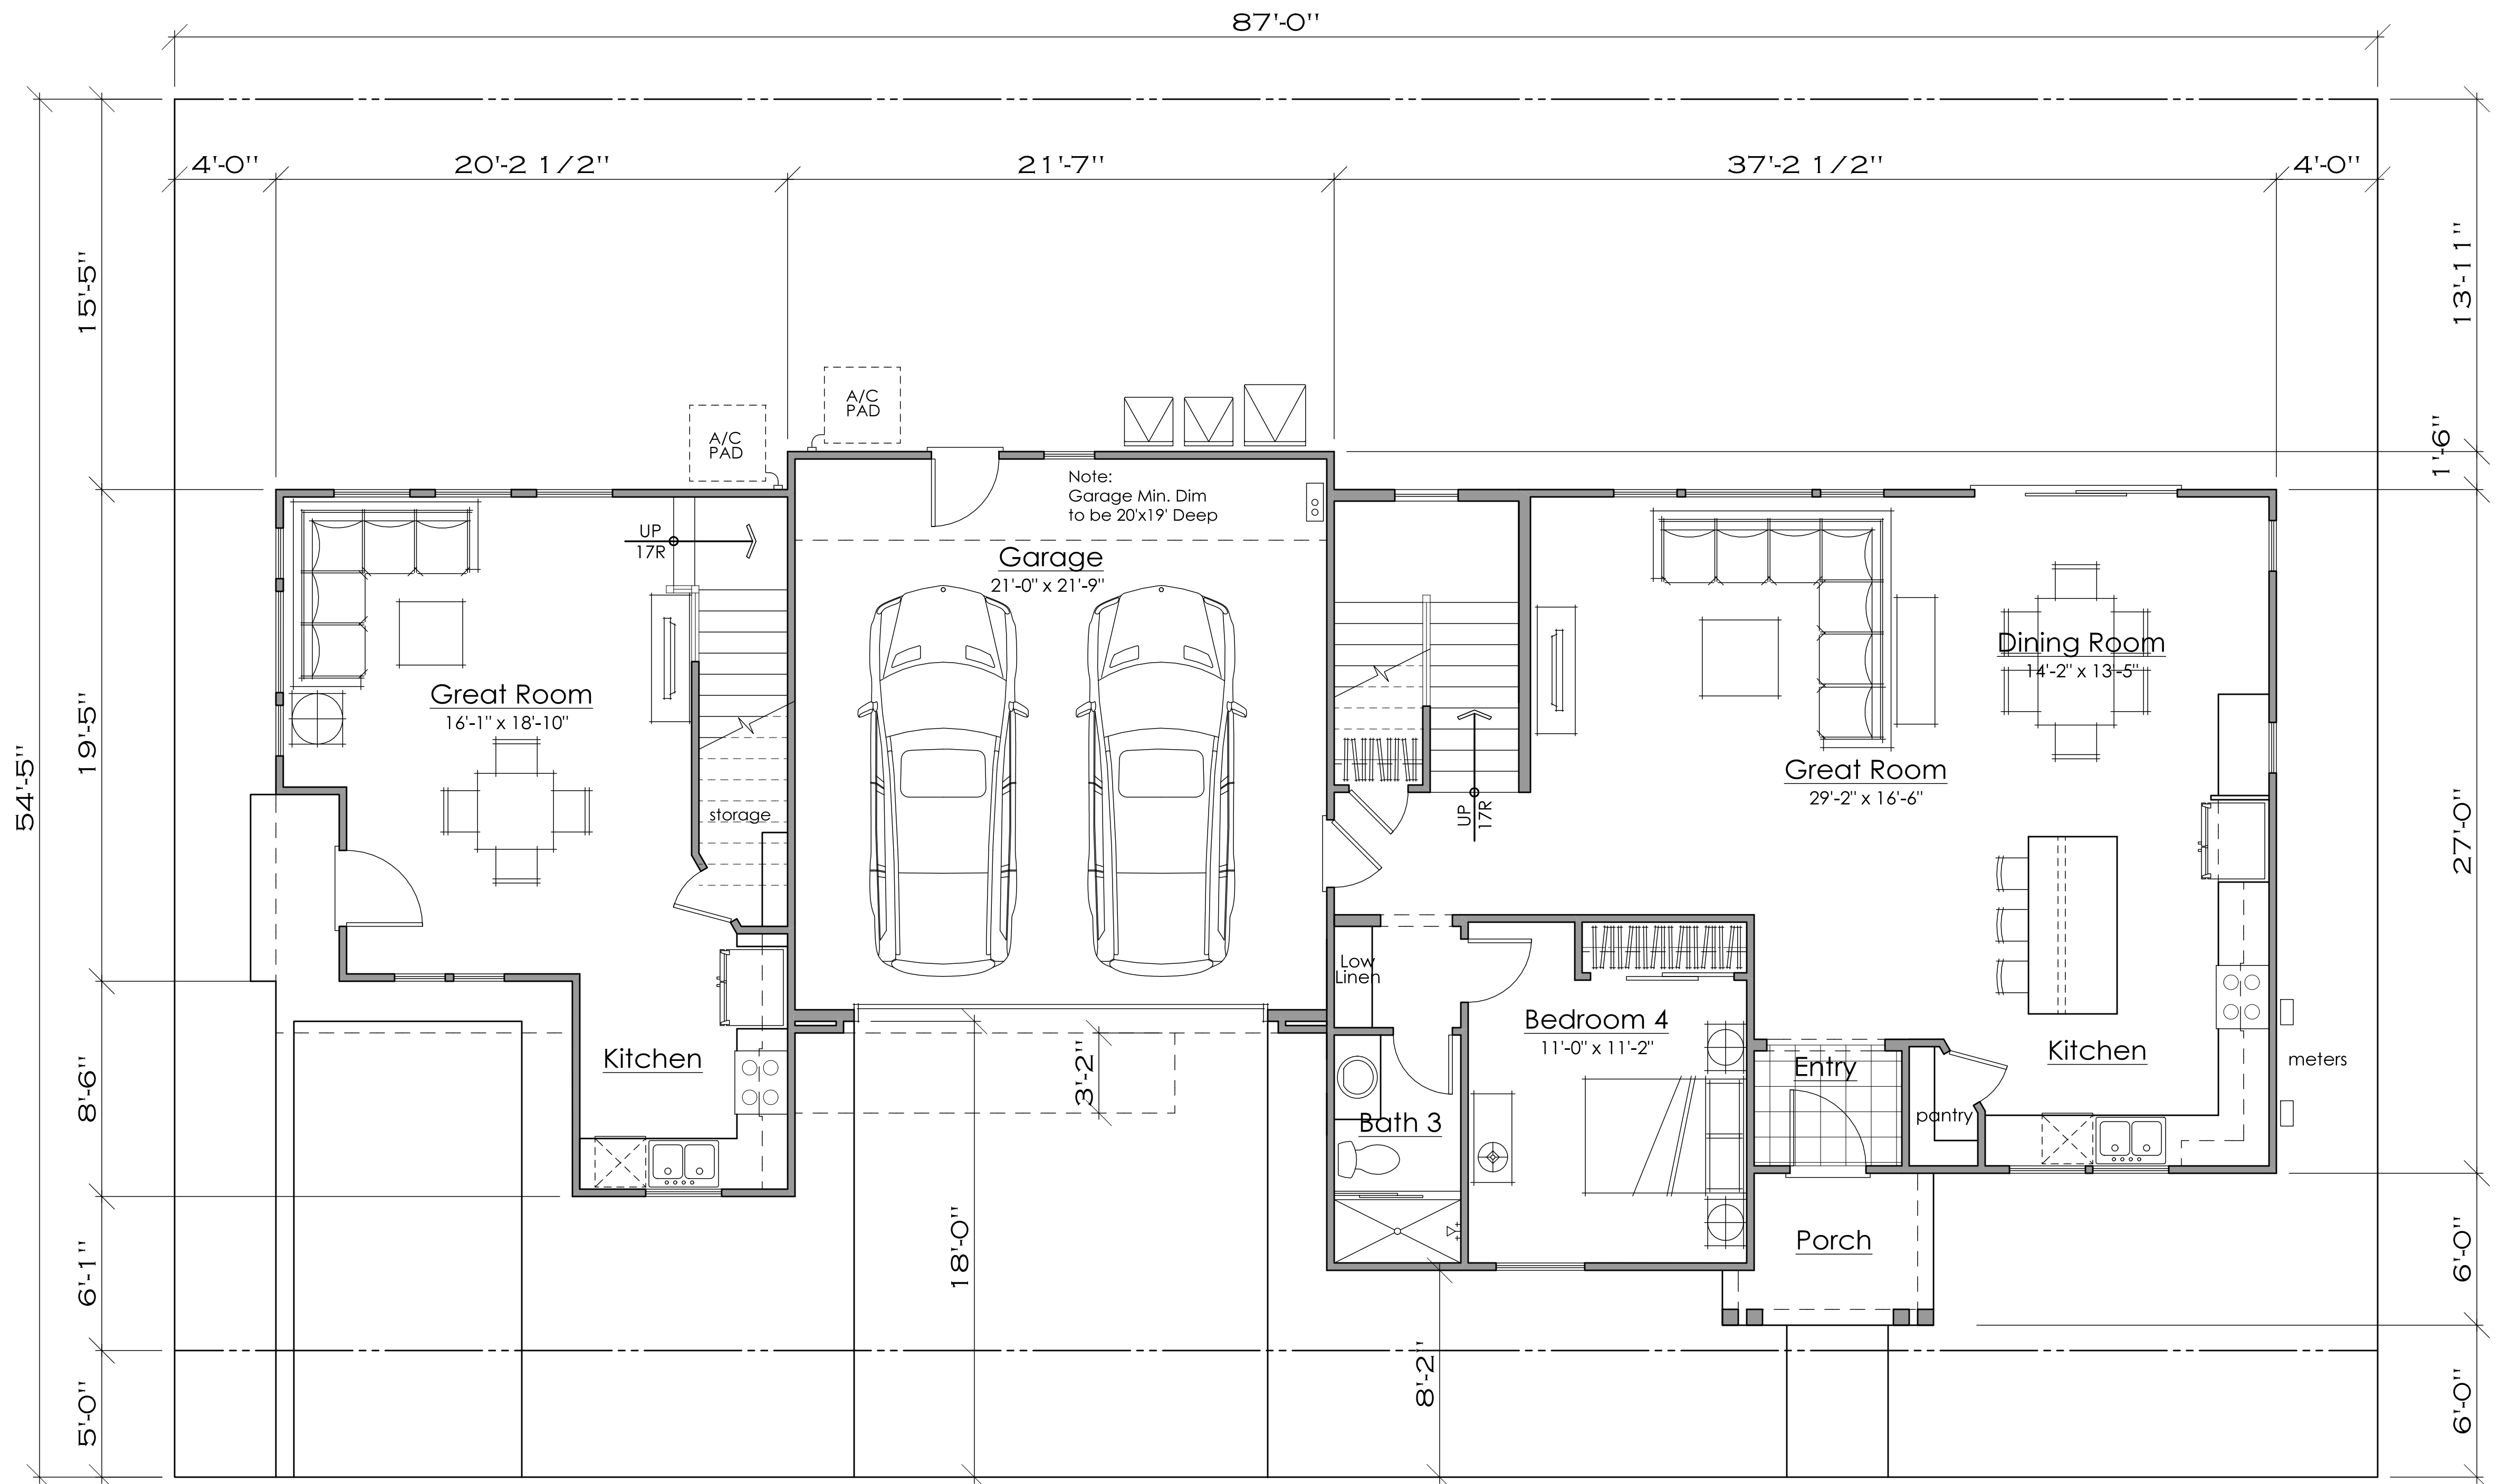 87'-0"
4'-0"
20'-2 1/2"
21'-7"
37'-2 1/2"
4'-0"
15'-5"
13'-11"
A/C
PAD
A/C
PAD
1'-6"
Note:
Garage Min. Dim
to be 20'x19' Deep
UP
17R
Garage
21'-0" x 21'-9"
Dining Room
14'-2" x 13'-5"
Great Room
16'-1" x 18'-10"
19'-5"
54'-5"
Great Room
29'-2" x 16'-6"
storage
UP
17R
27'-0"
Low
Linen
Bedroom 4
11'-0" x 11'-2"
Kitchen
Kitchen
meters
Entry
3'-2"
8'-6"
pantry
Bath 3
Porch
18'-0"
6'-1"
6'-0"
8'-2"
5'-0"
6'-0"